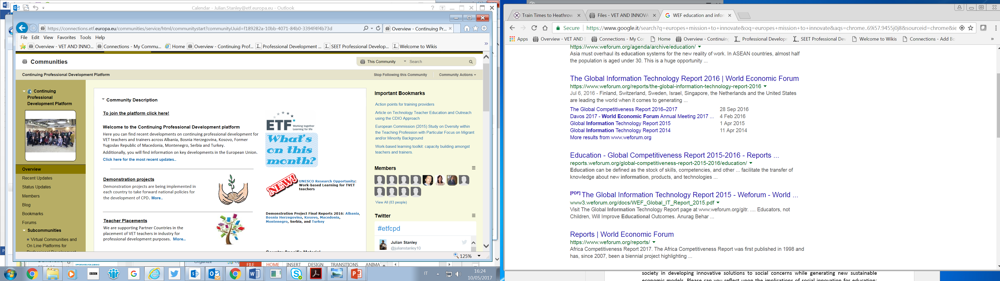 Calendar - Julian.Stanley@etf.europa.eu - Outlook
https://connections.etf.europa.eu/communities/service/html/communitystart?communityUuid=f189282a-10bb-4071-84b0-3394f4f4b73d
Overview - Continuing Pr...
File Edit View Favorites Tools Help
Overview - VET AND INNO... Connections - My Commu... Home Overview - Continuing Prof... Professional Development ... SEET Professional Develop... Welcome to Wikis
Communities
This Community Search
Continuing Professional Development Platform
Stop Following this Community Community Actions
Continuing
Professional
Development Platform
Overview
Recent Updates
Status Updates
Members
Blog
Bookmarks
Forums
Subcommunities
Virtual Communities and
On Line Platforms for
Professional Development
Community Description
To join the platform click here!
Welcome to the Continuing Professional Development platform
Here you can find recent developments on continuing professional development for
VET teachers and trainers across Albania, Bosnia Herzegovina, Kosovo, Former
Yugoslav Republic of Macedonia, Montenegro, Serbia and Turkey.
Additionally, you will find information on key developments in the European Union.
Click here for the most recent updates..
Demonstration projects
Demonstration projects are being implemented in
each country to take forward national policies for
the development of CPD. More..
Teacher Placements
We are supporting Partner Countries in the
placement of VET teachers in industry for
professional development purposes. More..
ETF Working together
Learning for life
What's
on this
month?
NEW!
UNESCO Research Opportunity:
Work-based Learning for TVET
teachers
Demonstration Project Final Reports 2016: Albania,
Bosnia Herzegovina, Kosovo, Macedonia,
Montenegro, Serbia, and Turkey
Country Specific Material
Important Bookmarks
Action points for training providers
Article on Technology Teacher Education and Outreach
using the CDIO Approach
European Commission (2015) Study on Dversity within
the Teaching Profession with Particular Focus on Migrant
and/or Minority Background
Work-based learning toolkit: capacity building amongst
teachers and trainers.
Members
View All (83 people)
Twitter
#etfcpd
Julian Stanley
@julianstanley10
125%
OPPORTUNITIES FOR LEARNING
Organize
FILE HOME INSERT DESIGN TRANSITIONS ANIMA
BBC
IT
16:24
10/05/2017
Train Times to Heathrow
Files - VET AND INNOVA
WEF education and infor
Secure https://www.google.it/search?q=europes+mission+to+innovate&oq=europes+mission+to+innovate&aqs=chrome..69i57.9455j0j8&sourceid=chrome&ie
Apps Overview - VET AND I Connections - My Cor Home Overview - Continuing Professional Developn SEET Professional Dev Welcome to Wikis Connections - Add Bo
https://www.weforum.org/agenda/archive/education/
Asia must overhaul its education systems for the new reality of work. In ASEAN countries, almost half
the population is aged under 30. This is a huge opportunity ...
The Global Information Technology Report 2016 | World Economic Forum
https://www.weforum.org/reports/the-global-information-technology-report-2016
Jul 6, 2016 - Finland, Switzerland, Sweden, Israel, Singapore, the Netherlands and the United States
are leading the world when it comes to generating ...
The Global Competitiveness Report 2016–2017 28 Sep 2016
Davos 2017 - World Economic Forum Annual Meeting 2017 ... 4 Feb 2016
Global Information Technology Report 2015 1 Apr 2015
Global Information Technology Report 2014 11 Apr 2014
More results from www.weforum.org
Education - Global Competitiveness Report 2015-2016 - Reports ...
reports.weforum.org/global-competitiveness-report-2015-2016/education/
Education can be defined as the stock of skills, competencies, and other ... facilitate the transfer of
knowledge about new information, products, and technologies ...
[PDF] The Global Information Technology Report 2015 - Weforum - World ...
www3.weforum.org/docs/WEF_Global_IT_Report_2015.pdf
Visit The Global Information Technology Report page at www.weforum.org/gitr. .... Educators, not
Children, Will Improve Educational Outcomes. Anurag Behar ...
Reports | World Economic Forum
https://www.weforum.org/reports/
Africa Competitiveness Report 2017. The Africa Competitiveness Report was first published in 1998 and
has, since 2007, been a biennial project highlighting ...
society in developing innovative solutions to social concerns while generating new sustainable
economic models. Please can you reflect upon the implications of social innovation for education: